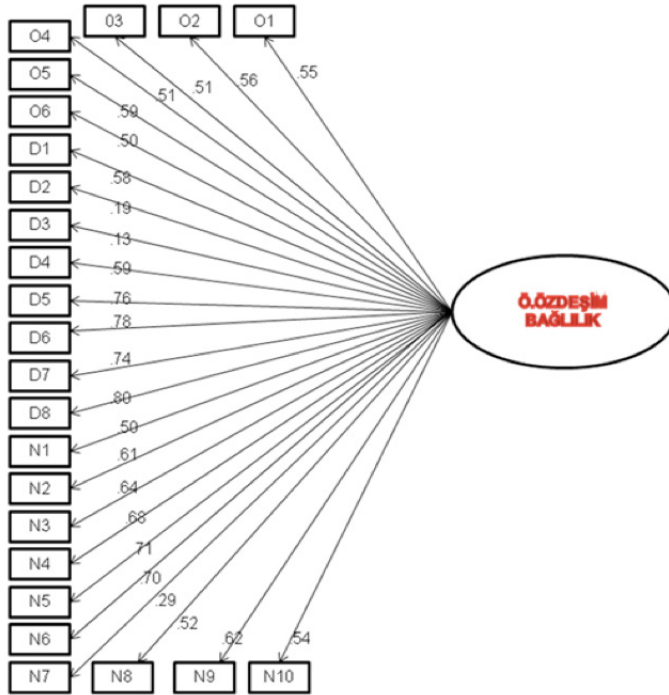 O4
03
O2
O1
O5
O6
D1
D2
D3
D4
D5
D6
D7
D8
N1
N2
N3
N4
N5
N6
N7
N8
N9
N10
.55
.56
.51
.51
.59
.50
.58
.19
.13
.59
.76
.78
.74
.80
.50
.61
.64
.68
.71
.70
.29
.52
.62
.54
Ö.ÖZDEŞİM
BAĞLILIK